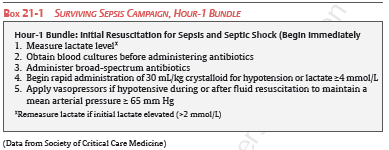 Box 21-1 Surviving Sepsis Campaign, Hour-1 Bundle
Hour-1 Bundle: Initial Resuscitation for Sepsis and Septic Shock (Begin Immediately
1. Measure lactate levelˣ
2. Obtain blood cultures before administering antibiotics
3. Administer broad-spectrum antibiotics
4. Begin rapid administration of 30 mL/kg crystalloid for hypotension or lactate ≥4 mmol/L
5. Apply vasopressors if hypotensive during or after fluid resuscitation to maintain a
mean arterial pressure ≥ 65 mm Hg
ˣRemeasure lactate if initial lactate elevated (>2 mmol/L)
(Data from Society of Critical Care Medicine)